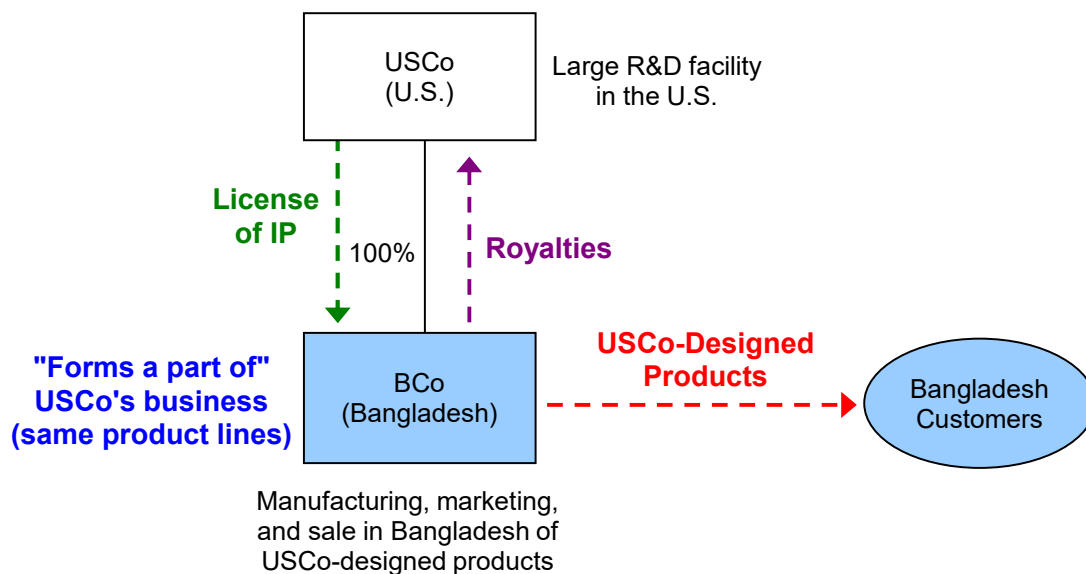 USCo
(U.S.)
Large R&D facility
in the U.S.
License
of IP
100%
Royalties
"Forms a part of"
USCo's business
(same product lines)
BCo
(Bangladesh)
USCo-Designed
Products
Bangladesh
Customers
Manufacturing, marketing,
and sale in Bangladesh of
USCo-designed products